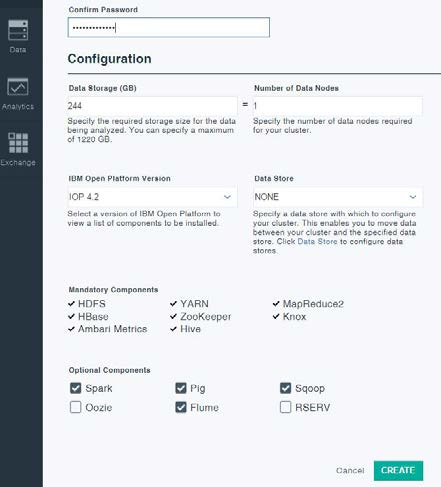 Confirm Password
•••••••••••••
Data
Analytics
Exchange
Configuration
Data Storage (GB)
Number of Data Nodes
244 = 1
Specify the required storage size for the data
being analyzed. You can specify a maximum
of 1220 GB.
Specify the number of data nodes required
for your cluster.
IBM Open Platform Version
Data Store
IOP 4.2
NONE
Select a version of IBM Open Platform to
view a list of components to be installed.
Specify a data store with which to configure
your cluster. This enables you to move data
between your cluster and the specified data
store. Click Data Store to configure data
stores.
Mandatory Components
HDFS YARN MapReduce2
HBase ZooKeeper Knox
Ambari Metrics Hive
Optional Components
Spark Pig Sqoop
Oozie Flume RSERV
Cancel CREATE